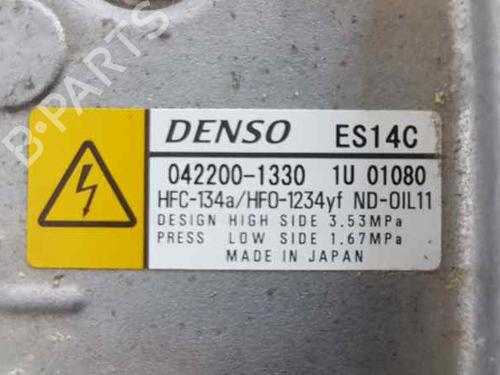 B-PARTS
DENSO ES14C
042200-1330 1U 01080
HFC-134a/HFO-1234yf ND-OIL11
DESIGN HIGH SIDE 3.53MPa
PRESS LOW SIDE 1.67MPa
MADE IN JAPAN